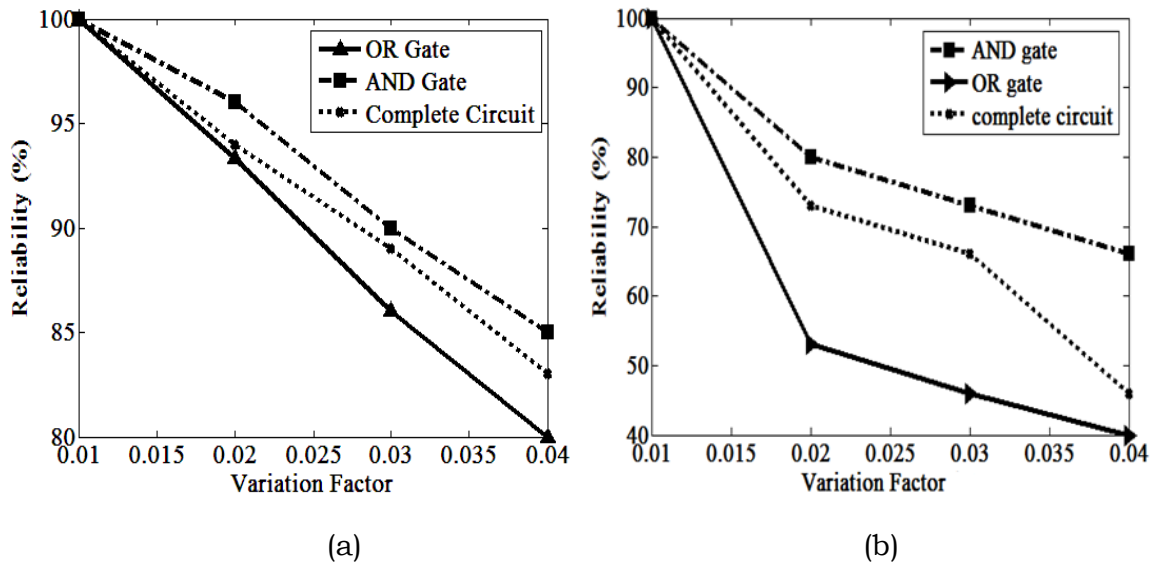 100
95
90
85
80
Reliability (%)
OR Gate
AND Gate
Complete Circuit
0.01 0.015 0.02 0.025 0.03 0.035 0.04
Variation Factor
(a)
100
90
80
70
60
50
40
Reliability (%)
AND gate
OR gate
complete circuit
0.01 0.015 0.02 0.025 0.03 0.035 0.04
Variation Factor
(b)